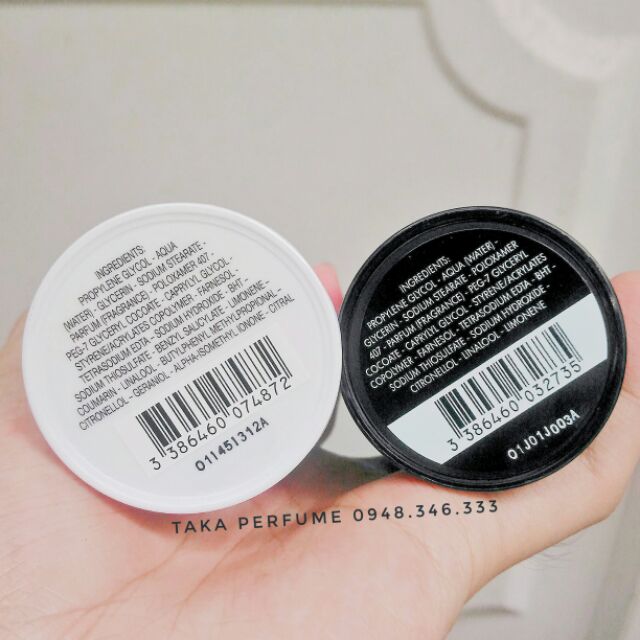 INGREDIENTS:
PROPYLENE GLYCOL - AQUA
(WATER) - GLYCERIN - SODIUM STEARATE -
PARFUM (FRAGRANCE) - POLOXAMER 407 -
PEG-7 GLYCERYL COCOATE - CAPRYLYL GLYCOL -
STYRENE/ACRYLATES COPOLYMER - FARNESOL -
TETRASODIUM EDTA - SODIUM HYDROXIDE - BHT -
SODIUM THIOSULFATE - BENZYL SALICYLATE - LIMONENE -
COUMARIN - LINALOOL - BUTYLPHENYL METHYLPROPIONAL -
CITRONELLOL - GERANIOL - ALPHA-ISOMETHYL IONONE - CITRAL
3 386460 074872
011451312A
INGREDIENTS:
PROPYLENE GLYCOL - AQUA (WATER) -
GLYCERIN - SODIUM STEARATE - POLOXAMER
407 - PARFUM (FRAGRANCE) - PEG-7 GLYCERYL
COCOATE - CAPRYLYL GLYCOL - STYRENE/ACRYLATES
COPOLYMER - FARNESOL - TETRASODIUM EDTA - BHT -
SODIUM THIOSULFATE - SODIUM HYDROXIDE -
CITRONELLOL - LINALOOL - LIMONENE
3 386460 032735
01J01J003A
TAKA PERFUME 0948.346.333